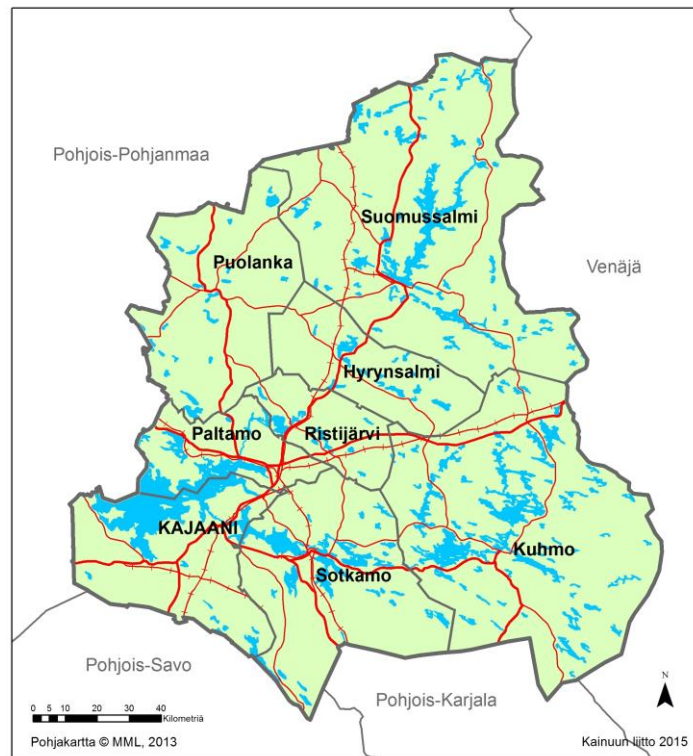 Pohjois-Pohjanmaa
Suomussalmi
Puolanka
Venäjä
Hyrynsalmi
Paltamo
Ristijärvi
KAJAANI
Kuhmo
Sotkamo
Pohjois-Savo
Pohjois-Karjala
N
0 5 10 20 30 40
Kilometriä
Pohjakartta © MML, 2013
Kainuun liitto 2015